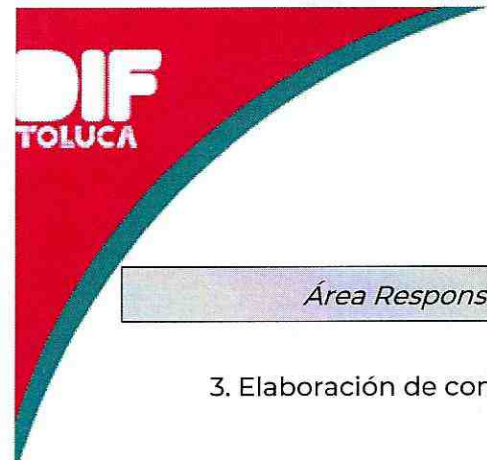 DIF
TOLUCA
Área Respons
3. Elaboración de con